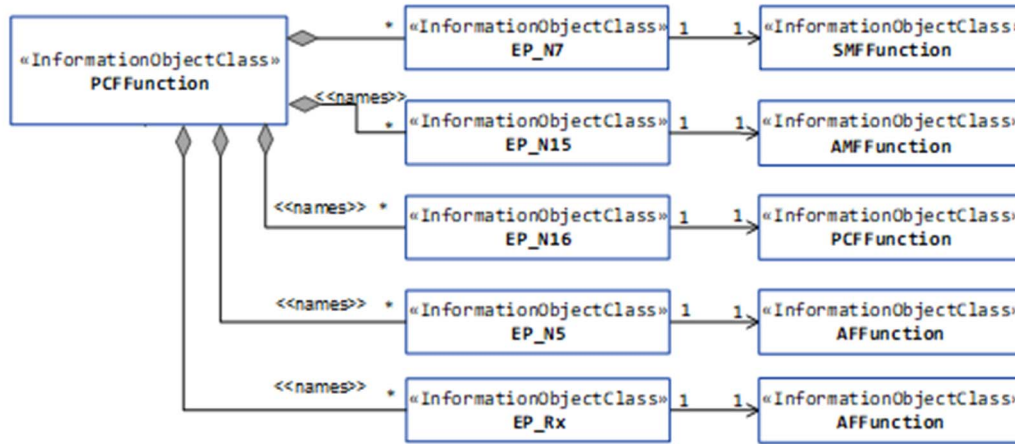 «InformationObjectClass»
PCFFunction
*
«InformationObjectClass»
EP_N7
1 1
«InformationObjectClass»
SMFFunction
<<names>>
*
«InformationObjectClass»
EP_N15
1 1
«InformationObjectClass»
AMFFunction
<<names>> *
«InformationObjectClass»
EP_N16
1 1
«InformationObjectClass»
PCFFunction
<<names>> *
«InformationObjectClass»
EP_N5
1 1
«InformationObjectClass»
AFFunction
<<names>> *
«InformationObjectClass»
EP_Rx
1 1
«InformationObjectClass»
AFFunction